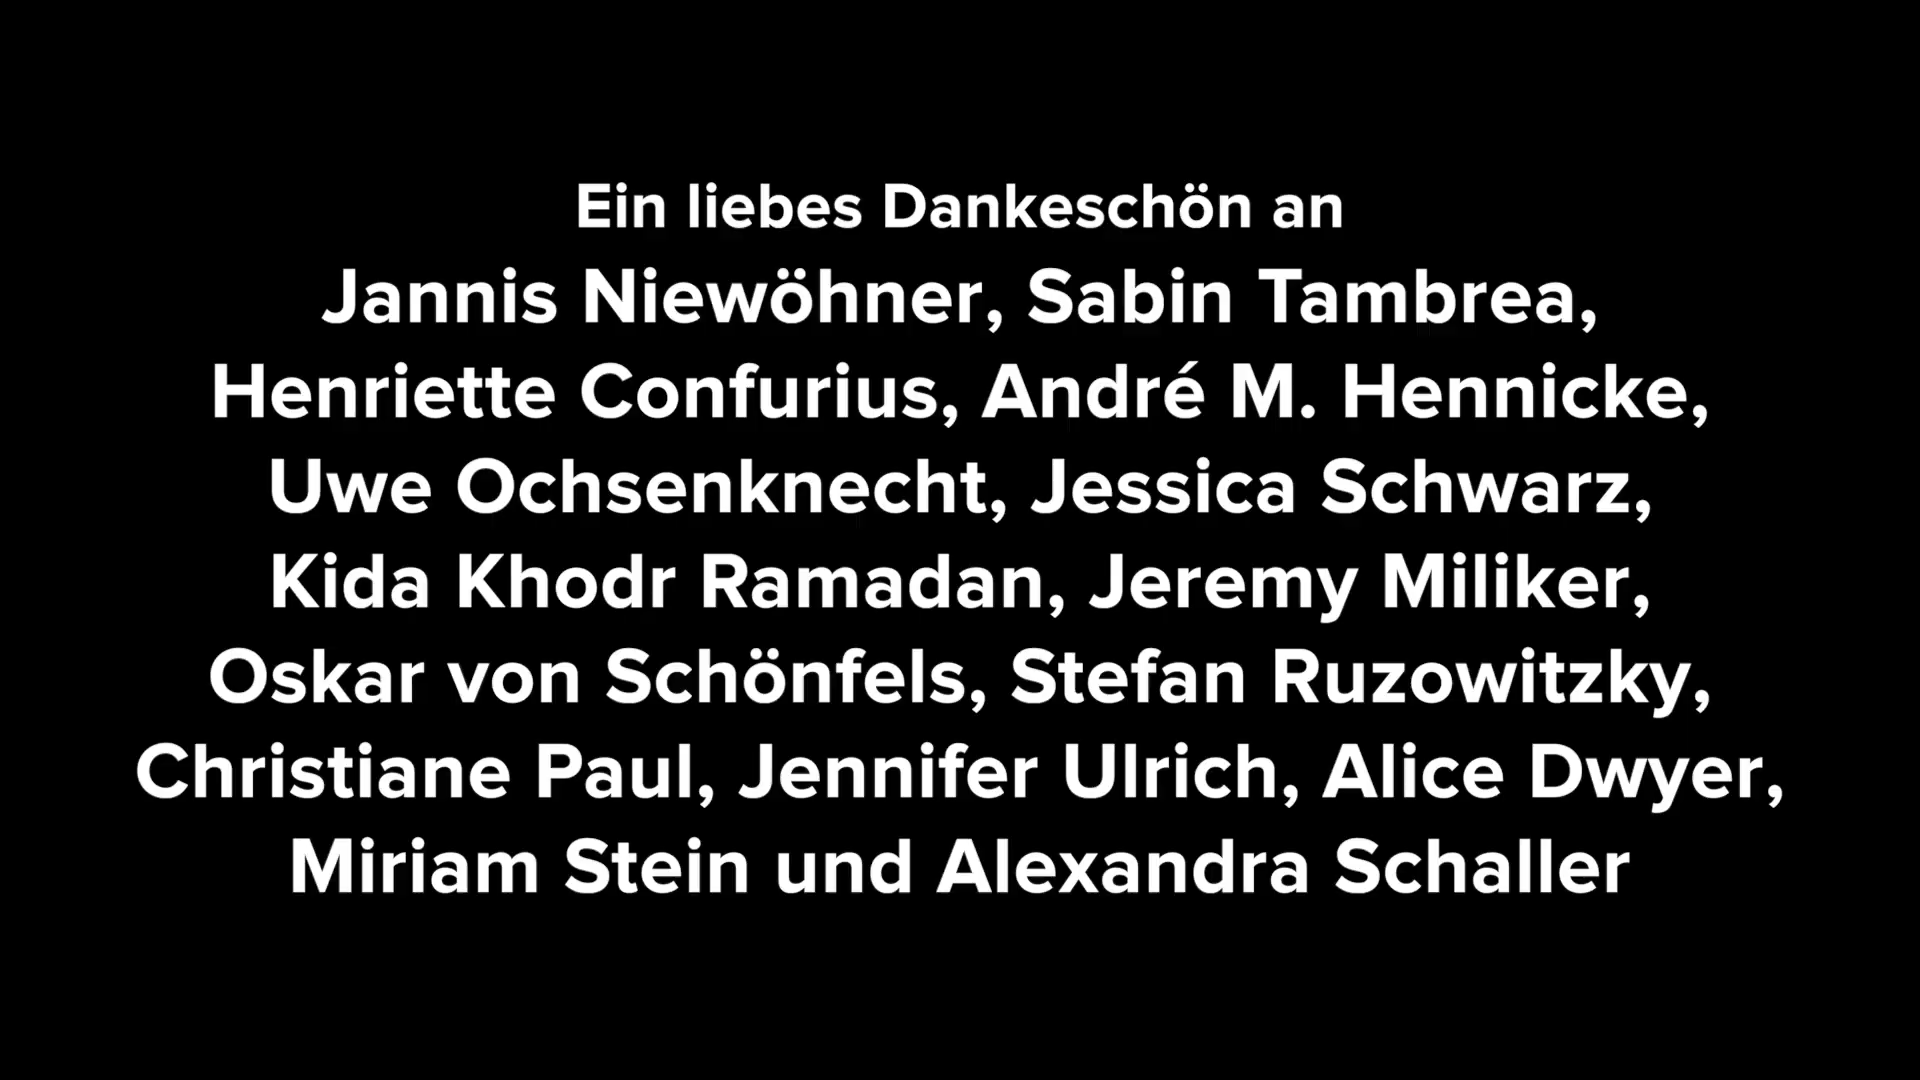 Ein liebes Dankeschön an
Jannis Niewöhner, Sabin Tambrea,
Henriette Confurius, André M. Hennicke,
Uwe Ochsenknecht, Jessica Schwarz,
Kida Khodr Ramadan, Jeremy Miliker,
Oskar von Schönfels, Stefan Ruzowitzky,
Christiane Paul, Jennifer Ulrich, Alice Dwyer,
Miriam Stein und Alexandra Schaller